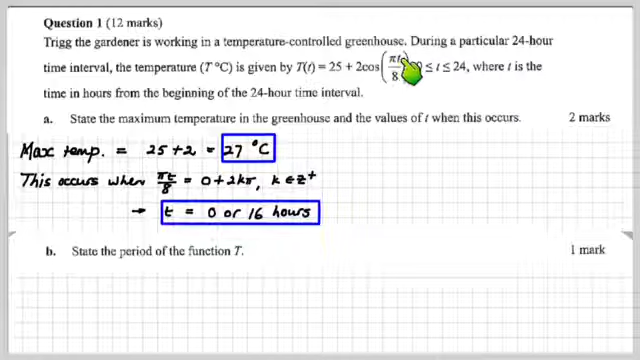 Question 1 (12 marks)
Trigg the gardener is working in a temperature-controlled greenhouse. During a particular 24-hour
time interval, the temperature (T °C) is given by T(t) = 25 + 2cos(πt/8), 0 ≤ t ≤ 24, where t is the
time in hours from the beginning of the 24-hour time interval.
a. State the maximum temperature in the greenhouse and the values of t when this occurs. 2 marks
Max temp. = 25+2 = 27 °C
This occurs when πt/8 = 0 + 2kπ, k ∈ Z⁺
→ t = 0 or 16 hours
b. State the period of the function T. 1 mark